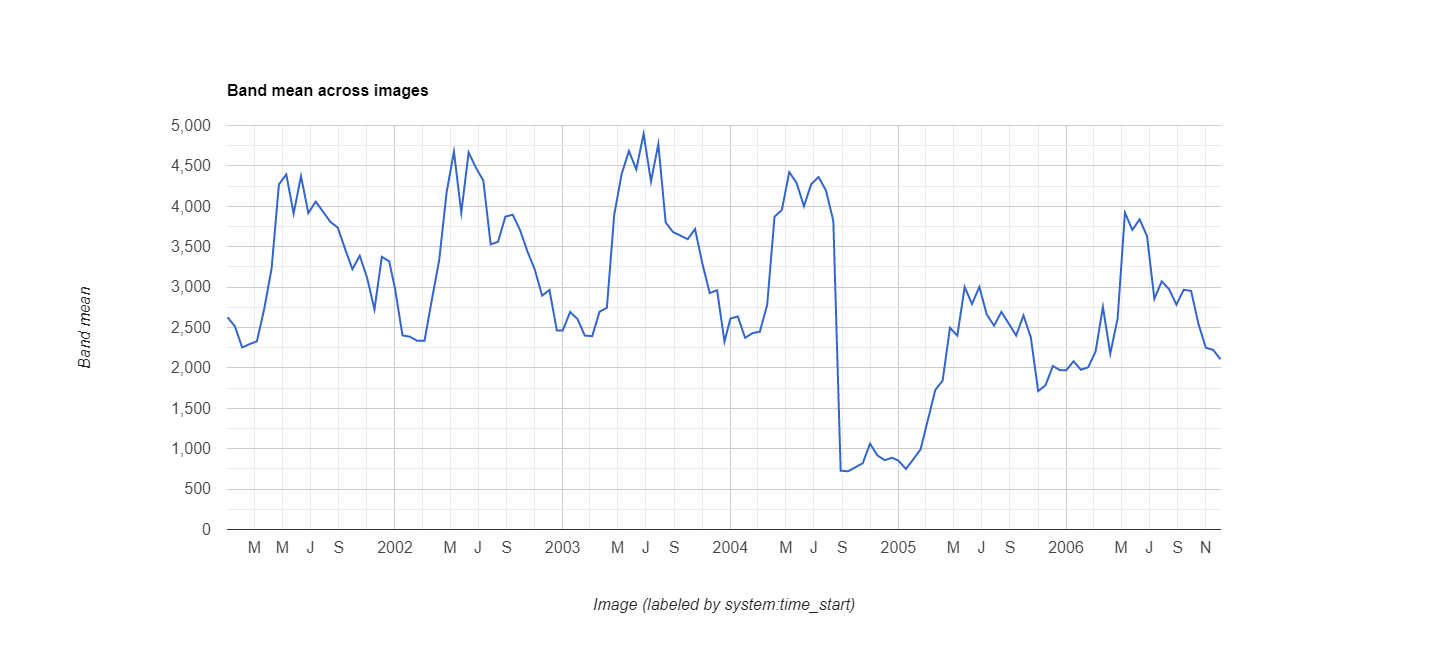 Band mean across images
5,000
4,500
4,000
3,500
3,000
2,500
2,000
1,500
1,000
500
0
Band mean
M M J S 2002 M J S 2003 M J S 2004 M J S 2005 M J S 2006 M J S N
Image (labeled by system:time_start)